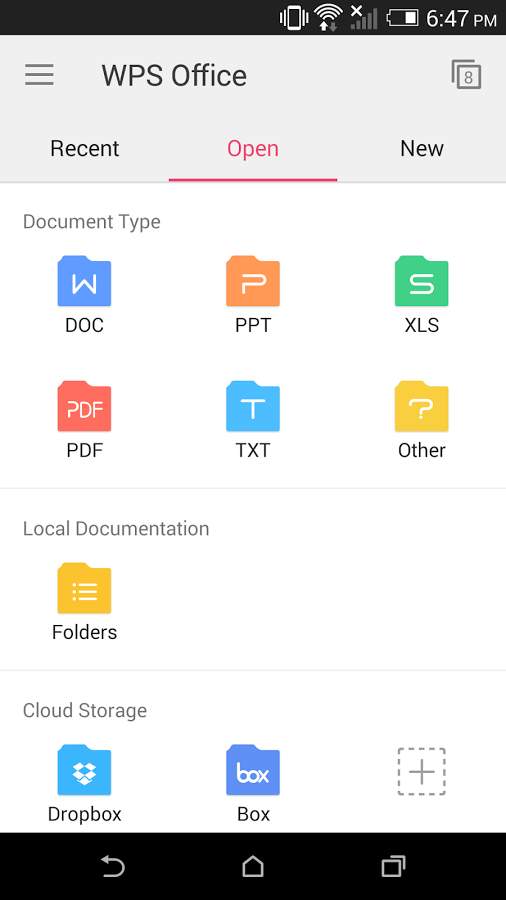 6:47 PM
WPS Office
8
Recent Open New
Document Type
W P S
DOC PPT XLS
PDF T ?
PDF TXT Other
Local Documentation
Folders
Cloud Storage
box
Dropbox Box